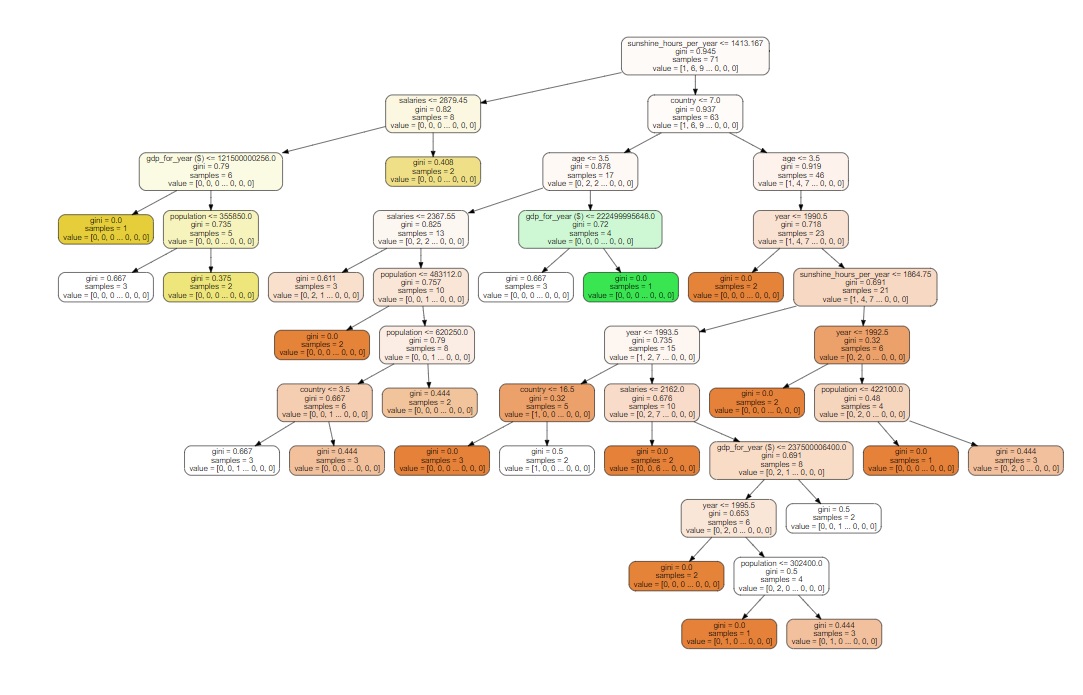 sunshine_hours_per_year <= 1413.167
gini = 0.945
samples = 71
value = [1, 6, 9 ... 0, 0, 0]
salaries <= 2879.45
gini = 0.82
samples = 8
value = [0, 0, 0 ... 0, 0, 0]
country <= 7.0
gini = 0.937
samples = 63
value = [1, 6, 9 ... 0, 0, 0]
gdp_for_year ($) <= 121500000256.0
gini = 0.79
samples = 6
value = [0, 0, 0 ... 0, 0, 0]
gini = 0.408
samples = 2
value = [0, 0, 0 ... 0, 0, 0]
age <= 3.5
gini = 0.878
samples = 17
value = [0, 2, 2 ... 0, 0, 0]
age <= 3.5
gini = 0.919
samples = 46
value = [1, 4, 7 ... 0, 0, 0]
gini = 0.0
samples = 1
value = [0, 0, 0 ... 0, 0, 0]
population <= 355850.0
gini = 0.735
samples = 5
value = [0, 0, 0 ... 0, 0, 0]
salaries <= 2367.55
gini = 0.825
samples = 13
value = [0, 2, 2 ... 0, 0, 0]
gdp_for_year ($) <= 222499995648.0
gini = 0.72
samples = 4
value = [0, 0, 0 ... 0, 0, 0]
year <= 1990.5
gini = 0.718
samples = 23
value = [1, 4, 7 ... 0, 0, 0]
gini = 0.667
samples = 3
value = [0, 0, 0 ... 0, 0, 0]
gini = 0.375
samples = 2
value = [0, 0, 0 ... 0, 0, 0]
gini = 0.611
samples = 3
value = [0, 2, 1 ... 0, 0, 0]
population <= 483112.0
gini = 0.757
samples = 10
value = [0, 0, 1 ... 0, 0, 0]
gini = 0.667
samples = 3
value = [0, 0, 0 ... 0, 0, 0]
gini = 0.0
samples = 1
value = [0, 0, 0 ... 0, 0, 0]
gini = 0.0
samples = 2
value = [0, 0, 0 ... 0, 0, 0]
sunshine_hours_per_year <= 1864.75
gini = 0.691
samples = 21
value = [1, 4, 7 ... 0, 0, 0]
gini = 0.0
samples = 2
value = [0, 0, 0 ... 0, 0, 0]
population <= 620250.0
gini = 0.79
samples = 8
value = [0, 0, 1 ... 0, 0, 0]
year <= 1993.5
gini = 0.735
samples = 15
value = [1, 2, 7 ... 0, 0, 0]
year <= 1992.5
gini = 0.32
samples = 6
value = [0, 2, 0 ... 0, 0, 0]
country <= 3.5
gini = 0.667
samples = 6
value = [0, 0, 1 ... 0, 0, 0]
gini = 0.444
samples = 2
value = [0, 0, 0 ... 0, 0, 0]
country <= 16.5
gini = 0.32
samples = 5
value = [1, 0, 0 ... 0, 0, 0]
salaries <= 2162.0
gini = 0.676
samples = 10
value = [0, 2, 7 ... 0, 0, 0]
gini = 0.0
samples = 2
value = [0, 0, 0 ... 0, 0, 0]
population <= 422100.0
gini = 0.48
samples = 4
value = [0, 2, 0 ... 0, 0, 0]
gini = 0.667
samples = 3
value = [0, 0, 1 ... 0, 0, 0]
gini = 0.444
samples = 3
value = [0, 0, 0 ... 0, 0, 0]
gini = 0.0
samples = 3
value = [0, 0, 0 ... 0, 0, 0]
gini = 0.5
samples = 2
value = [1, 0, 0 ... 0, 0, 0]
gini = 0.0
samples = 2
value = [0, 0, 6 ... 0, 0, 0]
gdp_for_year ($) <= 237500006400.0
gini = 0.691
samples = 8
value = [0, 2, 1 ... 0, 0, 0]
gini = 0.0
samples = 1
value = [0, 0, 0 ... 0, 0, 0]
gini = 0.444
samples = 3
value = [0, 2, 0 ... 0, 0, 0]
year <= 1995.5
gini = 0.653
samples = 6
value = [0, 2, 0 ... 0, 0, 0]
gini = 0.5
samples = 2
value = [0, 0, 1 ... 0, 0, 0]
gini = 0.0
samples = 2
value = [0, 0, 0 ... 0, 0, 0]
population <= 302400.0
gini = 0.5
samples = 4
value = [0, 2, 0 ... 0, 0, 0]
gini = 0.0
samples = 1
value = [0, 1, 0 ... 0, 0, 0]
gini = 0.444
samples = 3
value = [0, 1, 0 ... 0, 0, 0]